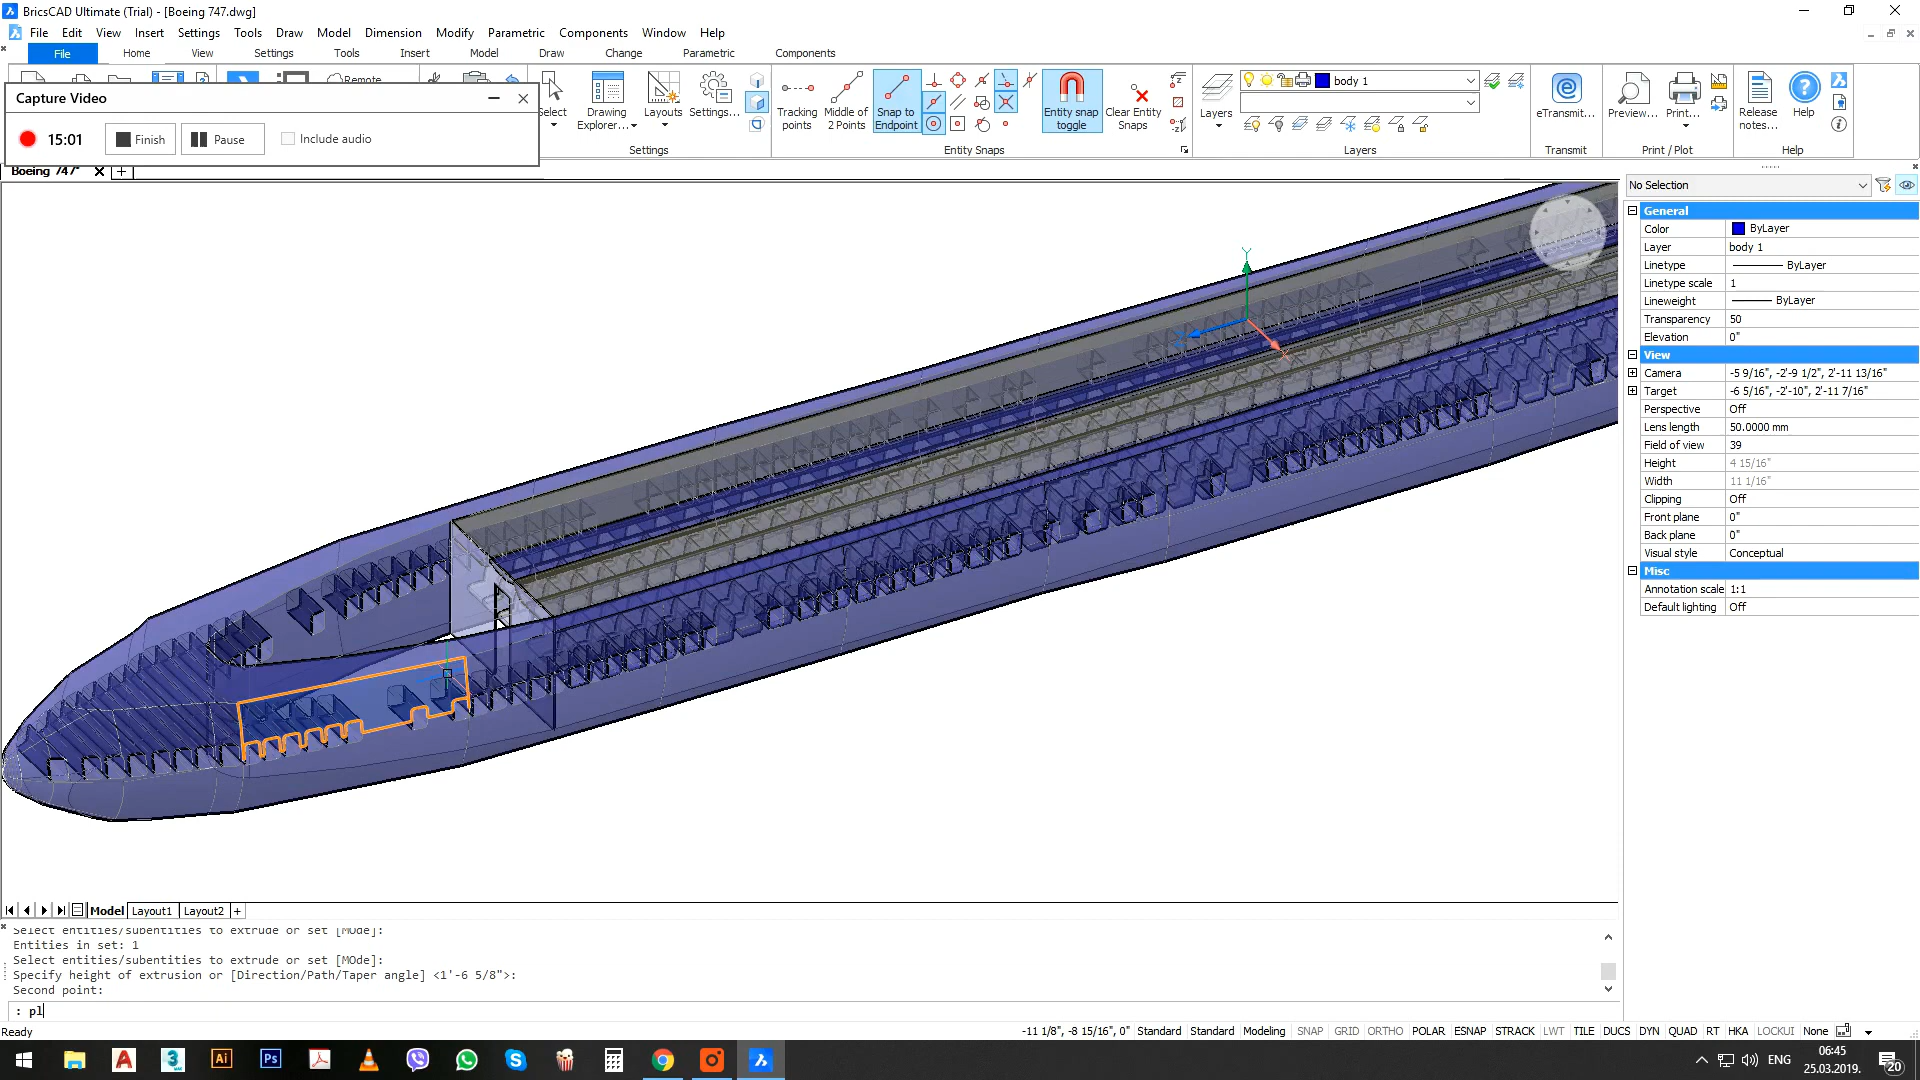 BricsCAD Ultimate (Trial) - [Boeing 747.dwg]
File Edit View Insert Settings Tools Draw Model Dimension Modify Parametric Components Window Help
File Home View Settings Tools Insert Model Draw Change Parametric Components
Remote
Capture Video
15:01 Finish Pause Include audio
Select
Drawing Explorer...
Layouts
Settings...
Settings
Tracking points
Middle of 2 Points
Snap to Endpoint
Entity snap toggle
Clear Entity Snaps
Entity Snaps
Layers
body 1
Layers
eTransmit...
Transmit
Preview...
Print...
Print / Plot
Release notes...
Help
Help
Boeing 747*
No Selection
General
Color ByLayer
Layer body 1
Linetype ByLayer
Linetype scale 1
Lineweight ByLayer
Transparency 50
Elevation 0"
View
Camera -5 9/16", -2'-9 1/2", 2'-11 13/16"
Target -6 5/16", -2'-10", 2'-11 7/16"
Perspective Off
Lens length 50.0000 mm
Field of view 39
Height 4 15/16"
Width 11 1/16"
Clipping Off
Front plane 0"
Back plane 0"
Visual style Conceptual
Misc
Annotation scale 1:1
Default lighting Off
Y
X
Model Layout1 Layout2 +
Select entities/subentities to extrude or set [MOde]:
Entities in set: 1
Select entities/subentities to extrude or set [MOde]:
Specify height of extrusion or [Direction/Path/Taper angle] <1'-6 5/8">:
Second point:
: pl
Ready
-11 1/8", -8 15/16", 0" Standard Standard Modeling SNAP GRID ORTHO POLAR ESNAP STRACK LWT TILE DUCS DYN QUAD RT HKA LOCKUI None
ENG
06:45
25.03.2019.
20